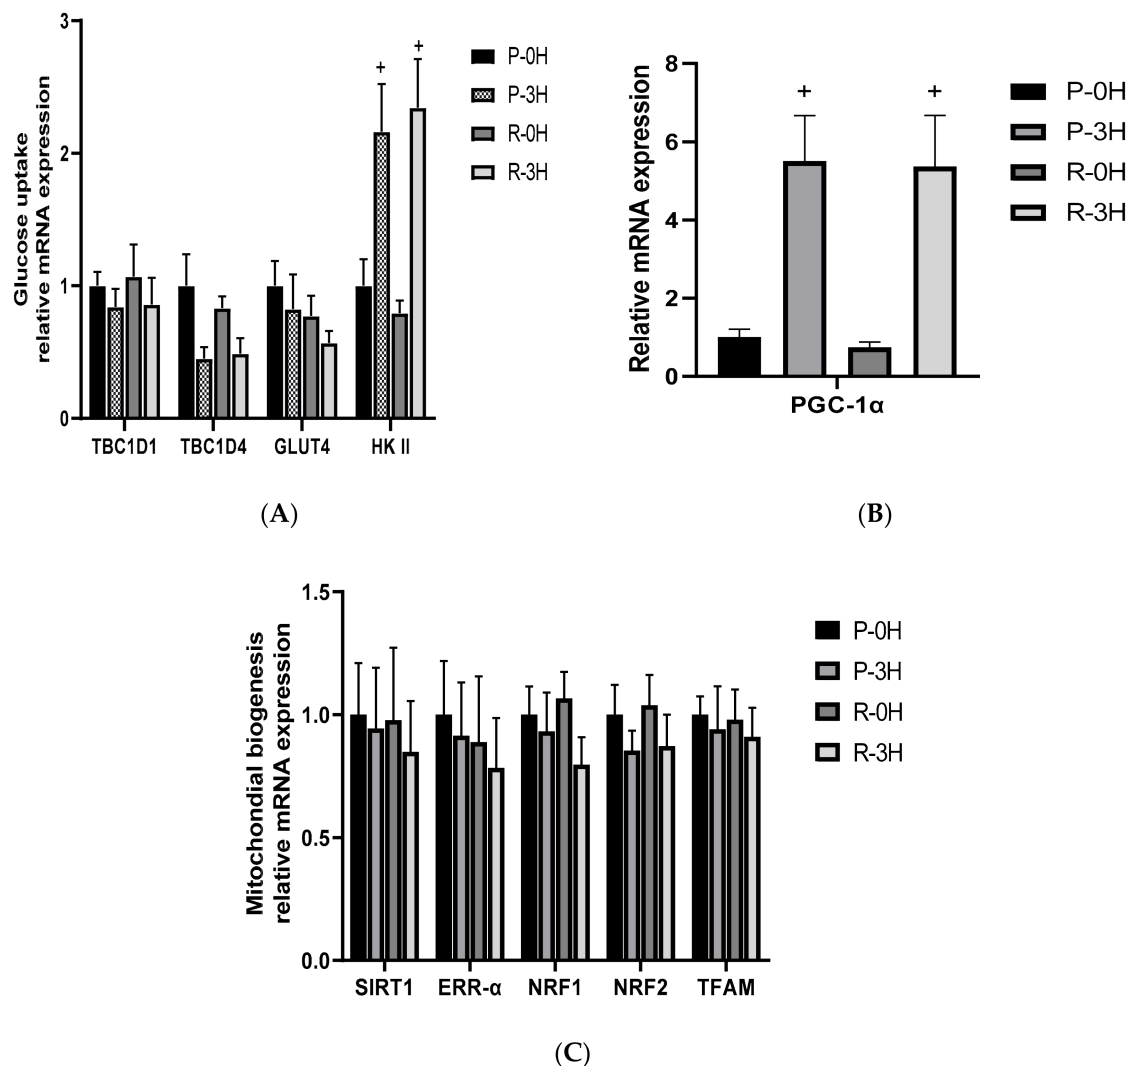 3
2
1
0
Glucose uptake
relative mRNA expression
+
+
P-0H
P-3H
R-0H
R-3H
TBC1D1
TBC1D4
GLUT4
HK II
(A)
8
6
4
2
0
Relative mRNA expression
+
+
P-0H
P-3H
R-0H
R-3H
PGC-1α
(B)
1.5
1.0
0.5
0.0
Mitochondial biogenesis
relative mRNA expression
P-0H
P-3H
R-0H
R-3H
SIRT1
ERR-α
NRF1
NRF2
TFAM
(C)